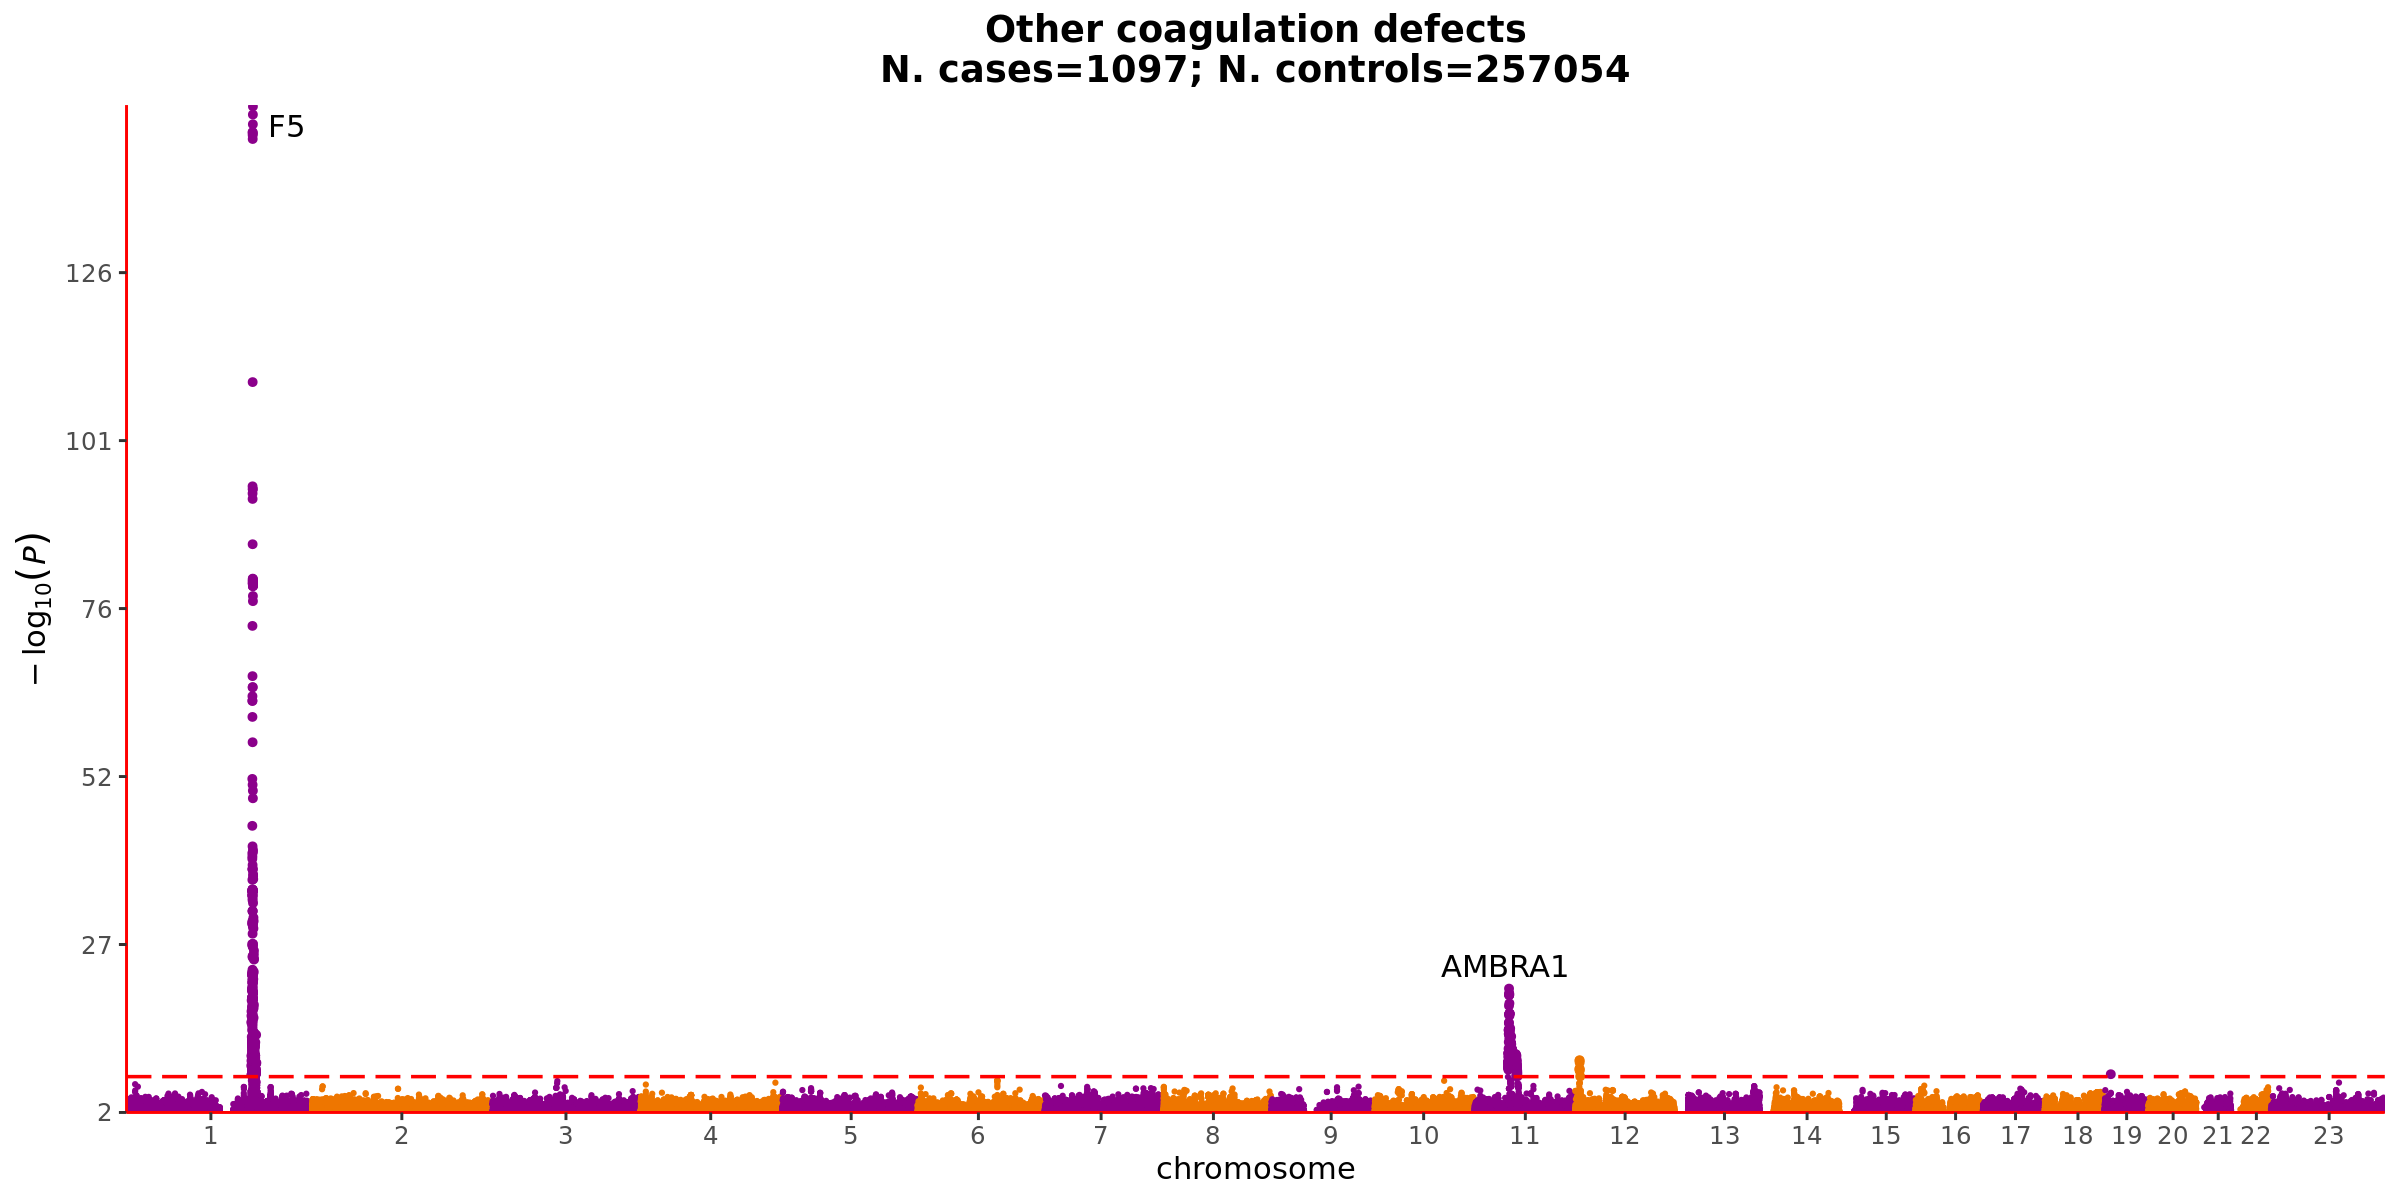 Other coagulation defects
N. cases=1097; N. controls=257054
F5
126
101
76
52
27
2
−log10(P)
AMBRA1
1 2 3 4 5 6 7 8 9 10 11 12 13 14 15 16 17 18 19 20 21 22 23
chromosome